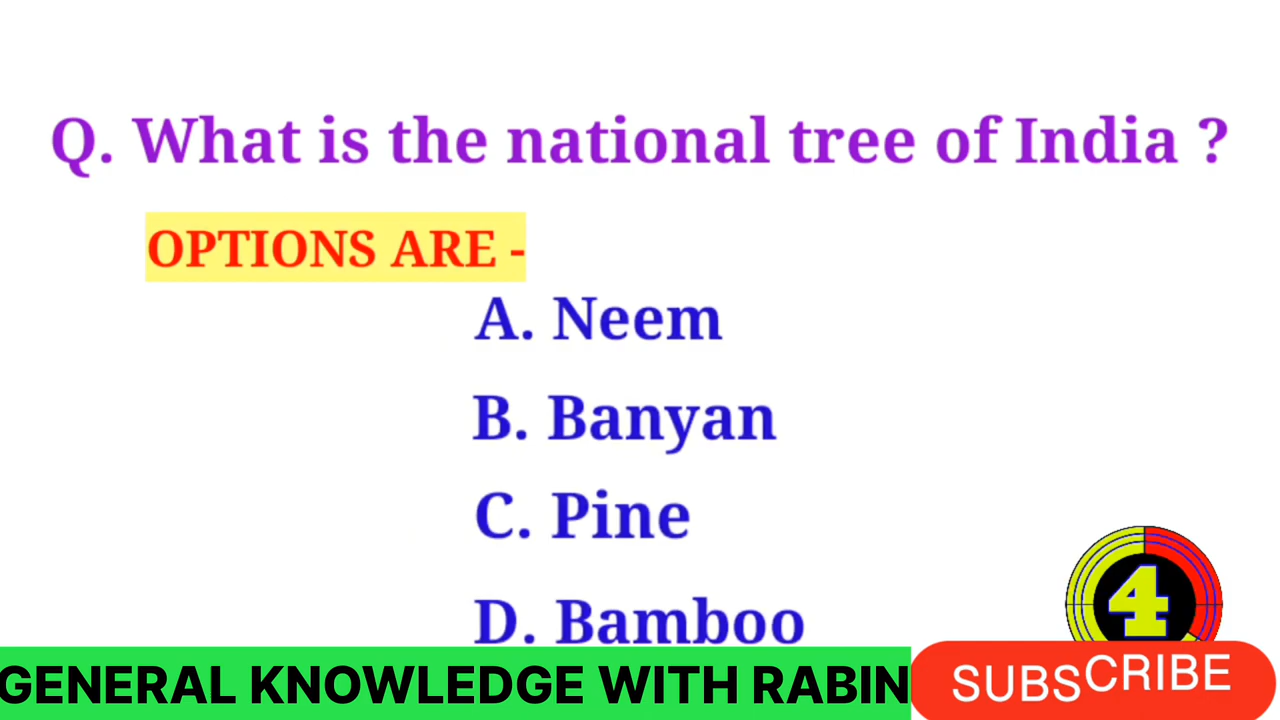 Q. What is the national tree of India ?
OPTIONS ARE -
A. Neem
B. Banyan
C. Pine
D. Bamboo
4
GENERAL KNOWLEDGE WITH RABIN
SUBSCRIBE